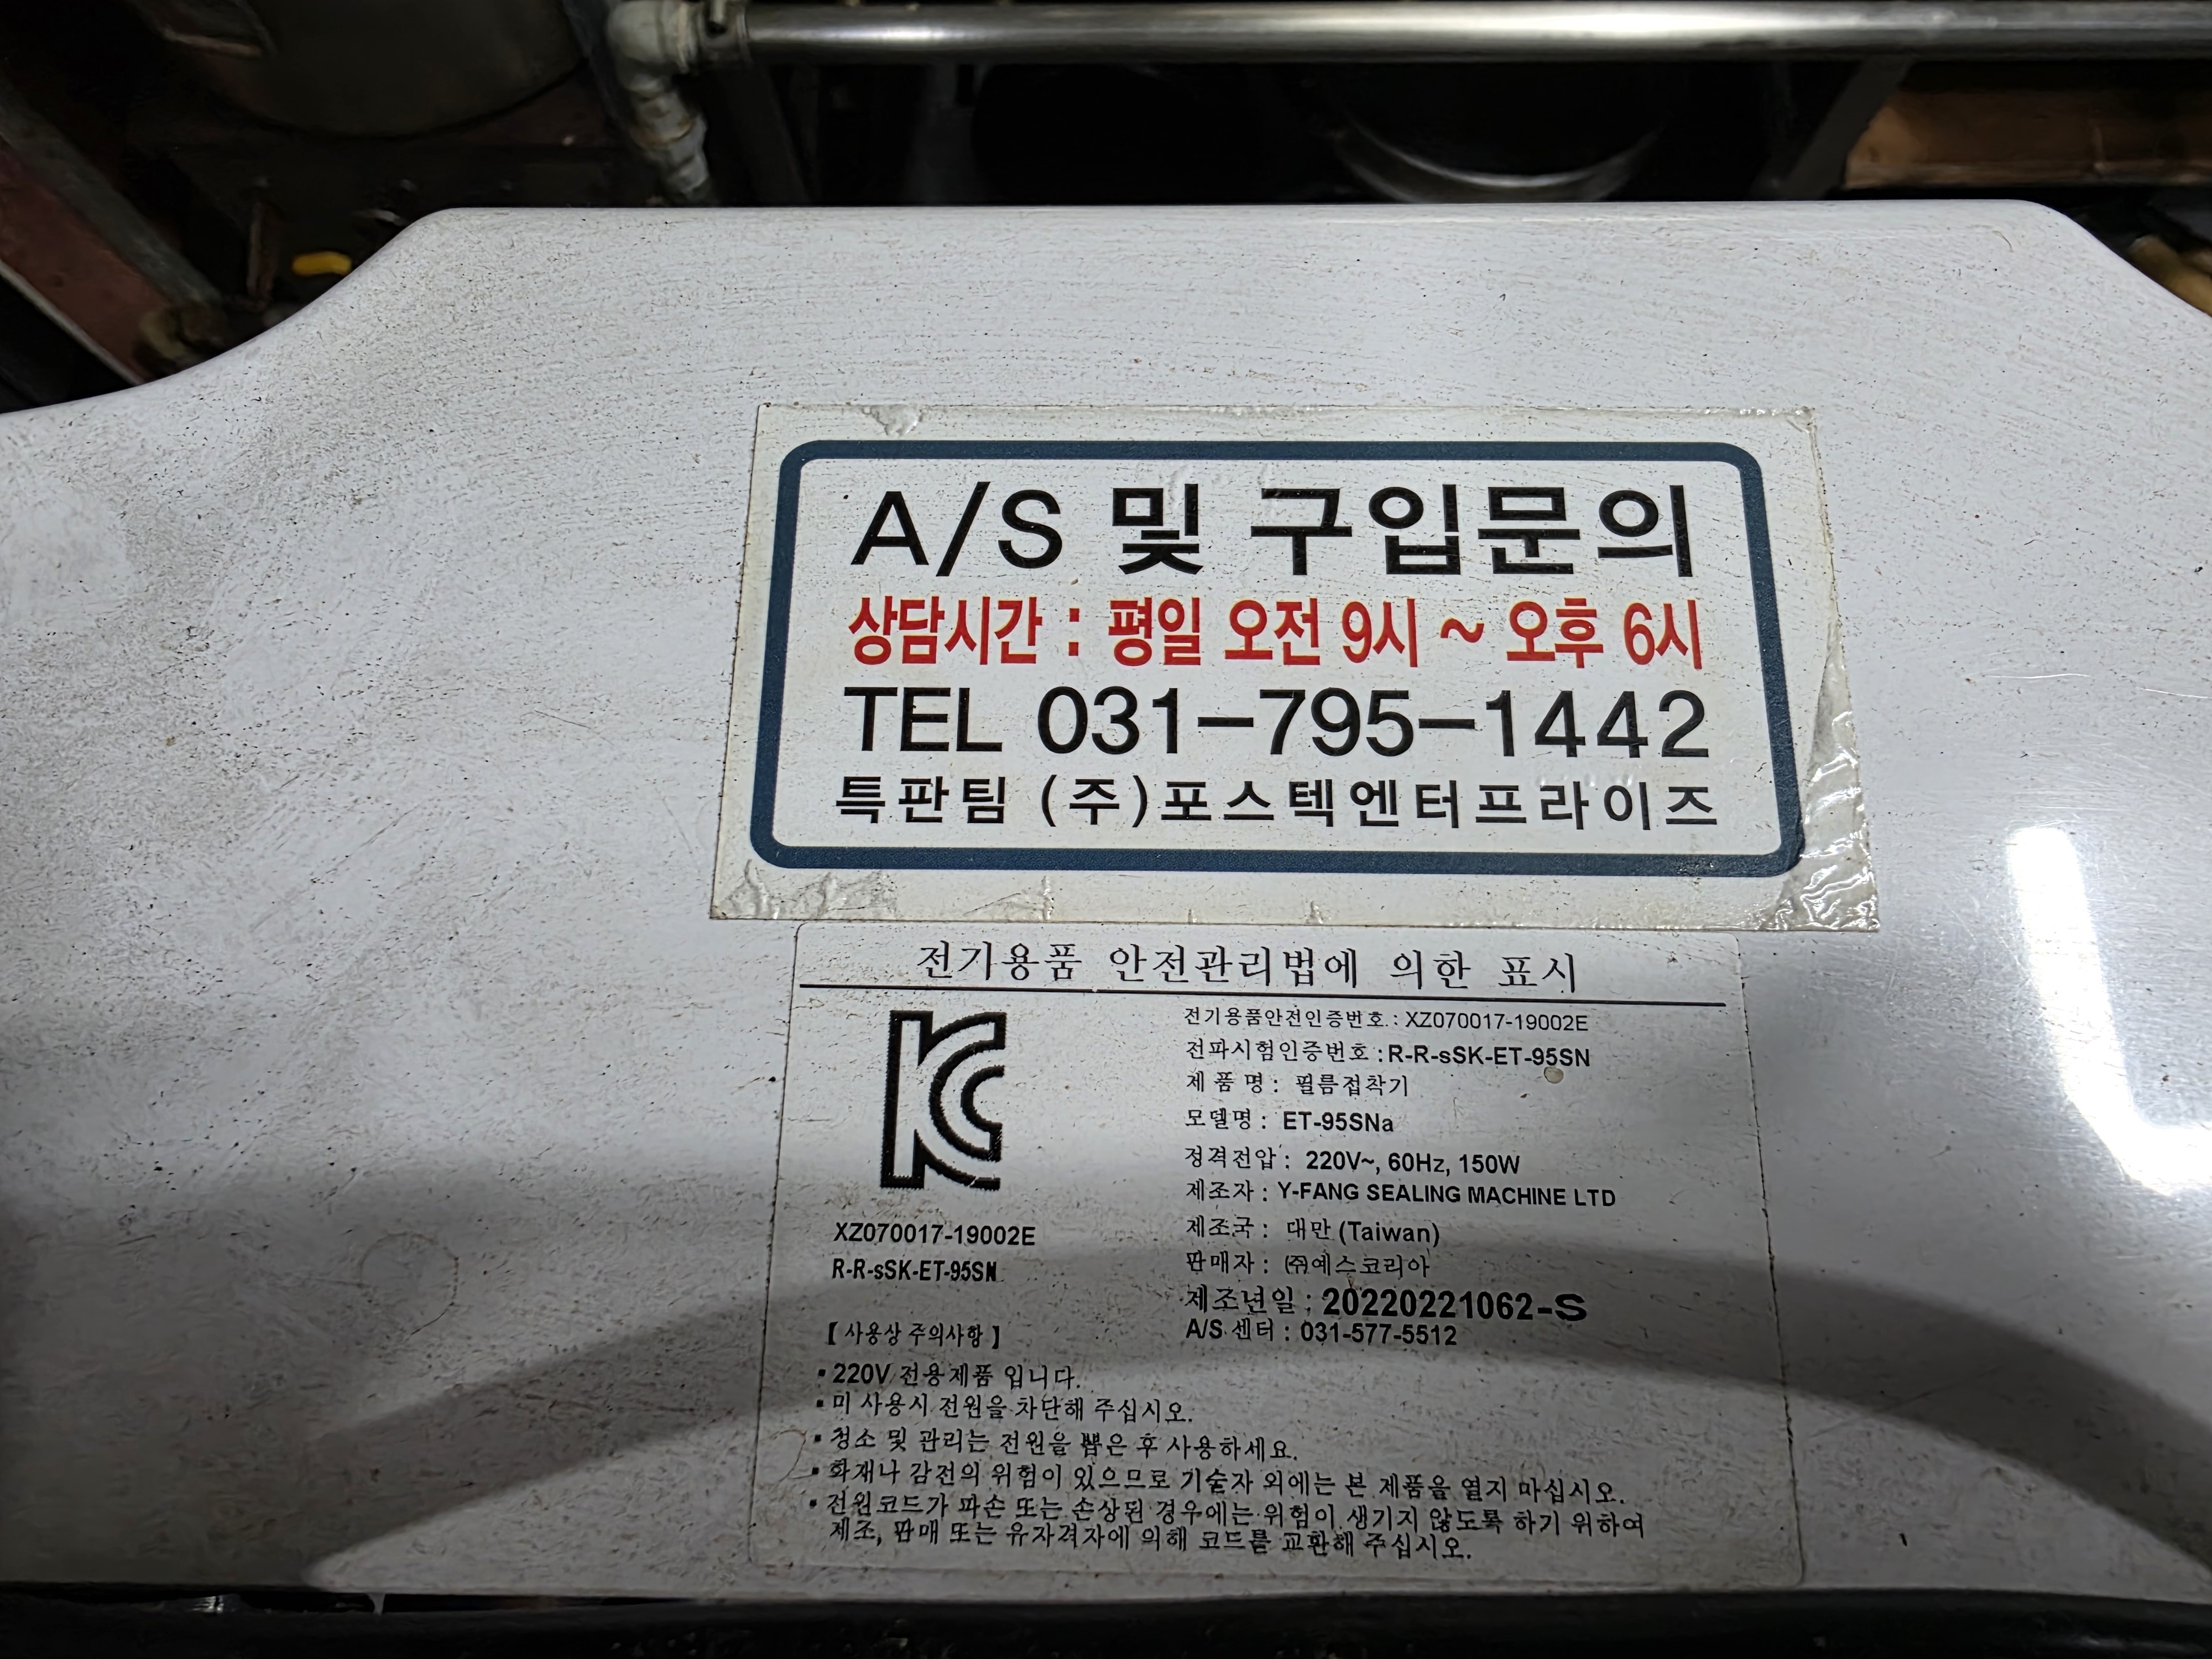 A/S 및 구입문의
상담시간 : 평일 오전 9시 ~ 오후 6시
TEL 031-795-1442
특판팀 (주)포스텍엔터프라이즈
전기용품 안전관리법에 의한 표시
XZ070017-19002E
R-R-sSK-ET-95SN
전기용품안전인증번호 : XZ070017-19002E
전파시험인증번호 : R-R-sSK-ET-95SN
제 품 명 : 필름접착기
모델명 : ET-95SNa
정격전압 : 220V~, 60Hz, 150W
제조자 : Y-FANG SEALING MACHINE LTD
제조국 : 대만 (Taiwan)
판매자 : ㈜예스코리아
제조년일 : 20220221062-S
A/S 센터 : 031-577-5512
【 사용상 주의사항 】
▪ 220V 전용제품 입니다.
▪ 미 사용시 전원을 차단해 주십시오.
▪ 청소 및 관리는 전원을 뽑은 후 사용하세요.
▪ 화재나 감전의 위험이 있으므로 기술자 외에는 본 제품을 열지 마십시오.
▪ 전원코드가 파손 또는 손상된 경우에는 위험이 생기지 않도록 하기 위하여
제조, 판매 또는 유자격자에 의해 코드를 교환해 주십시오.